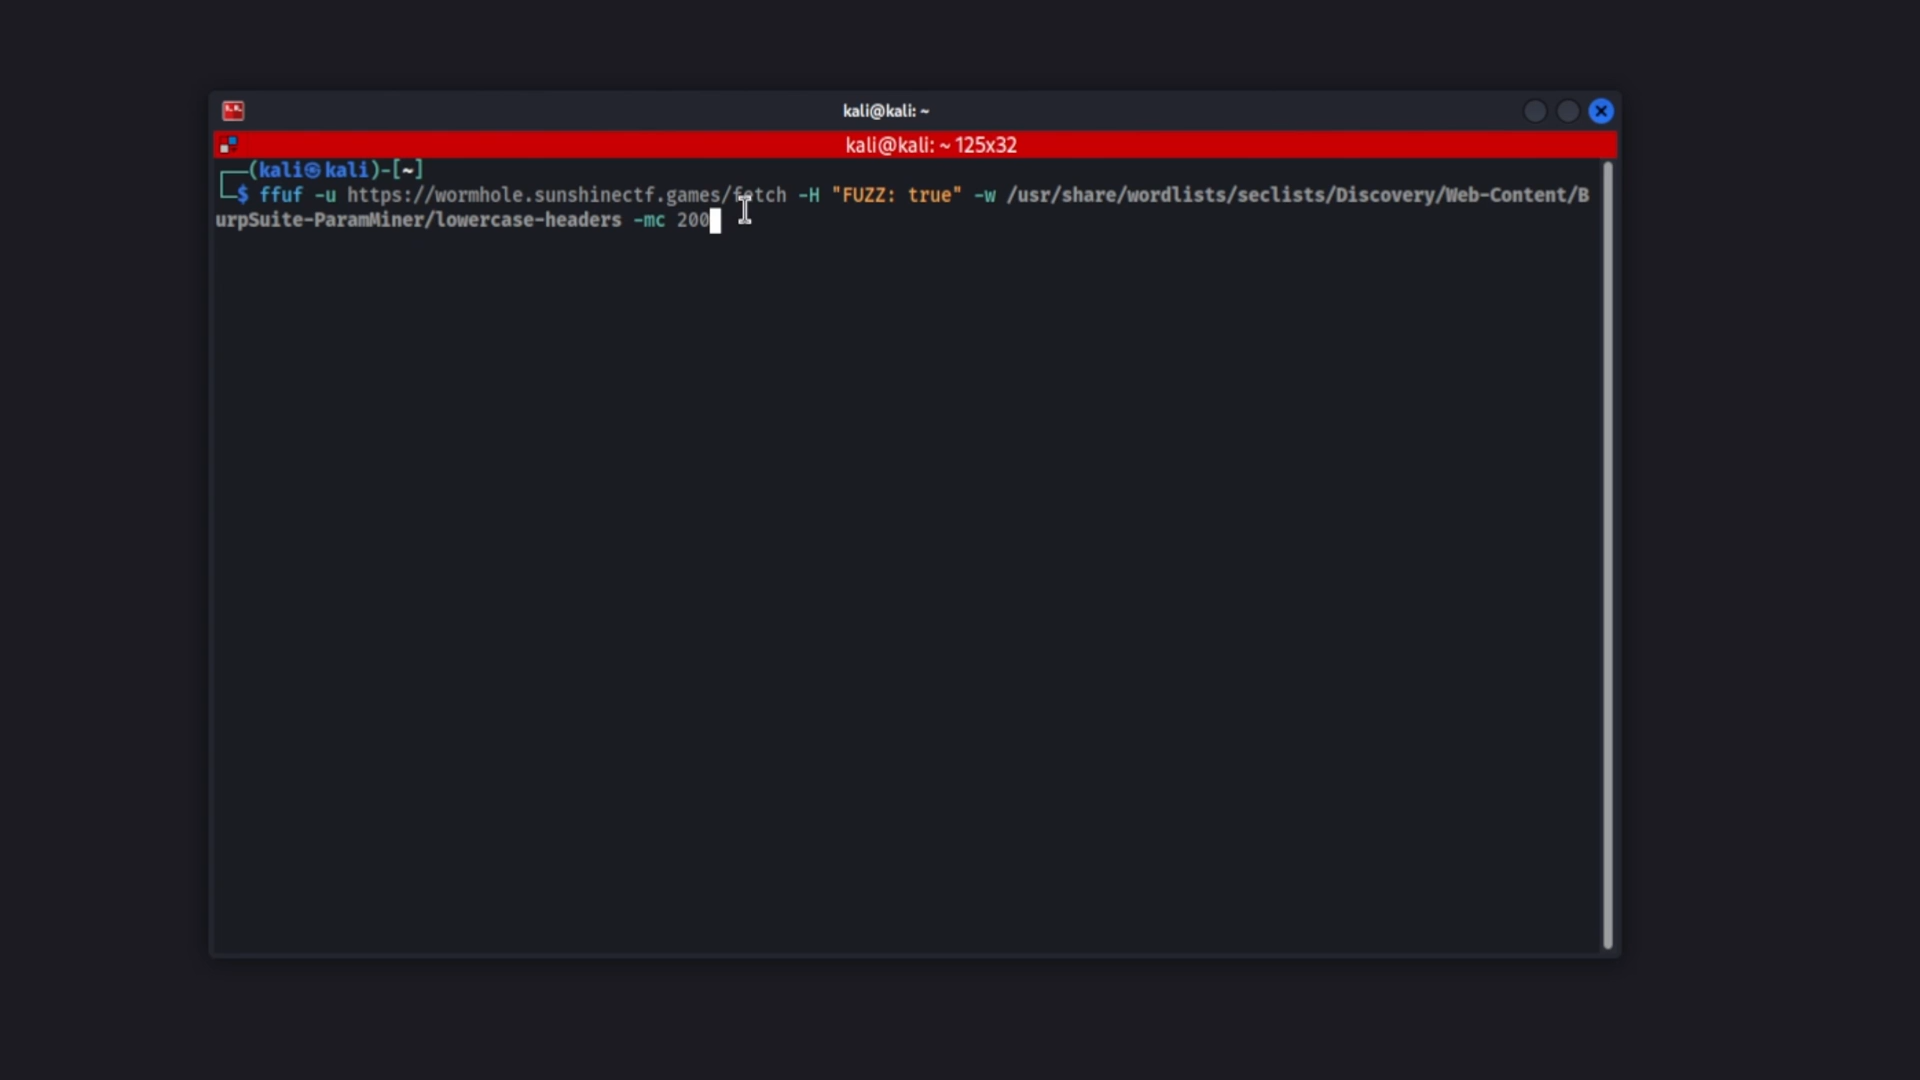 kali@kali: ~
kali@kali: ~ 125x32
┌──(kali㉿kali)-[~]
└─$ ffuf -u https://wormhole.sunshinectf.games/fetch -H "FUZZ: true" -w /usr/share/wordlists/seclists/Discovery/Web-Content/B
urpSuite-ParamMiner/lowercase-headers -mc 200